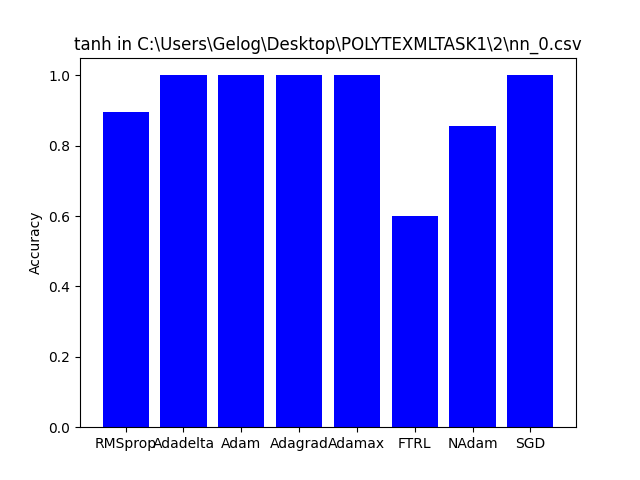 tanh in C:\Users\Gelog\Desktop\POLYTEXMLTASK1\2\nn_0.csv
1.0
0.8
0.6
0.4
0.2
0.0
Accuracy
RMSprop Adadelta Adam Adagrad Adamax FTRL NAdam SGD